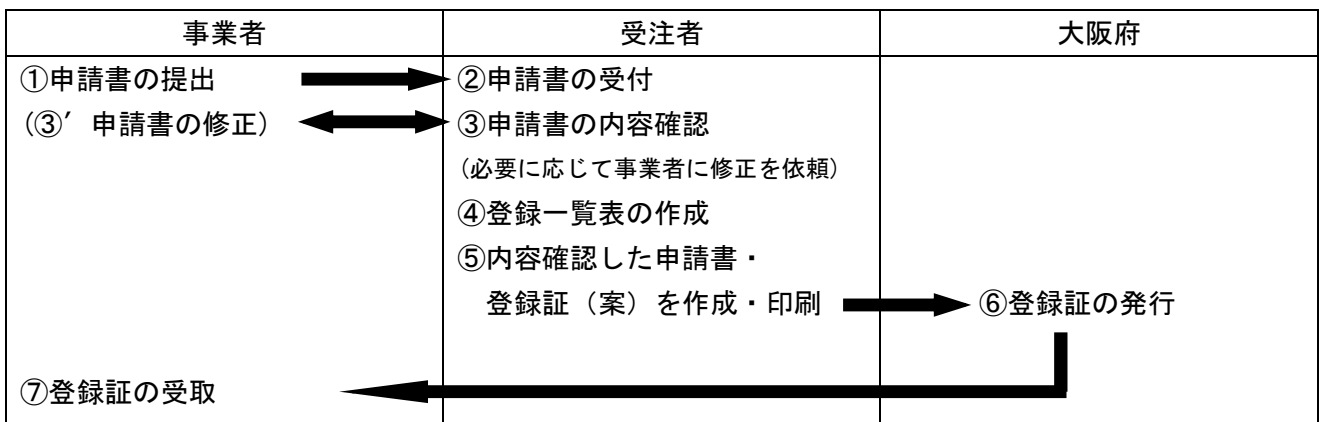 事業者 受注者 大阪府
①申請書の提出 ②申請書の受付
(③′申請書の修正) ③申請書の内容確認
(必要に応じて事業者に修正を依頼)
④登録一覧表の作成
⑤内容確認した申請書・
登録証（案）を作成・印刷 ⑥登録証の発行
⑦登録証の受取